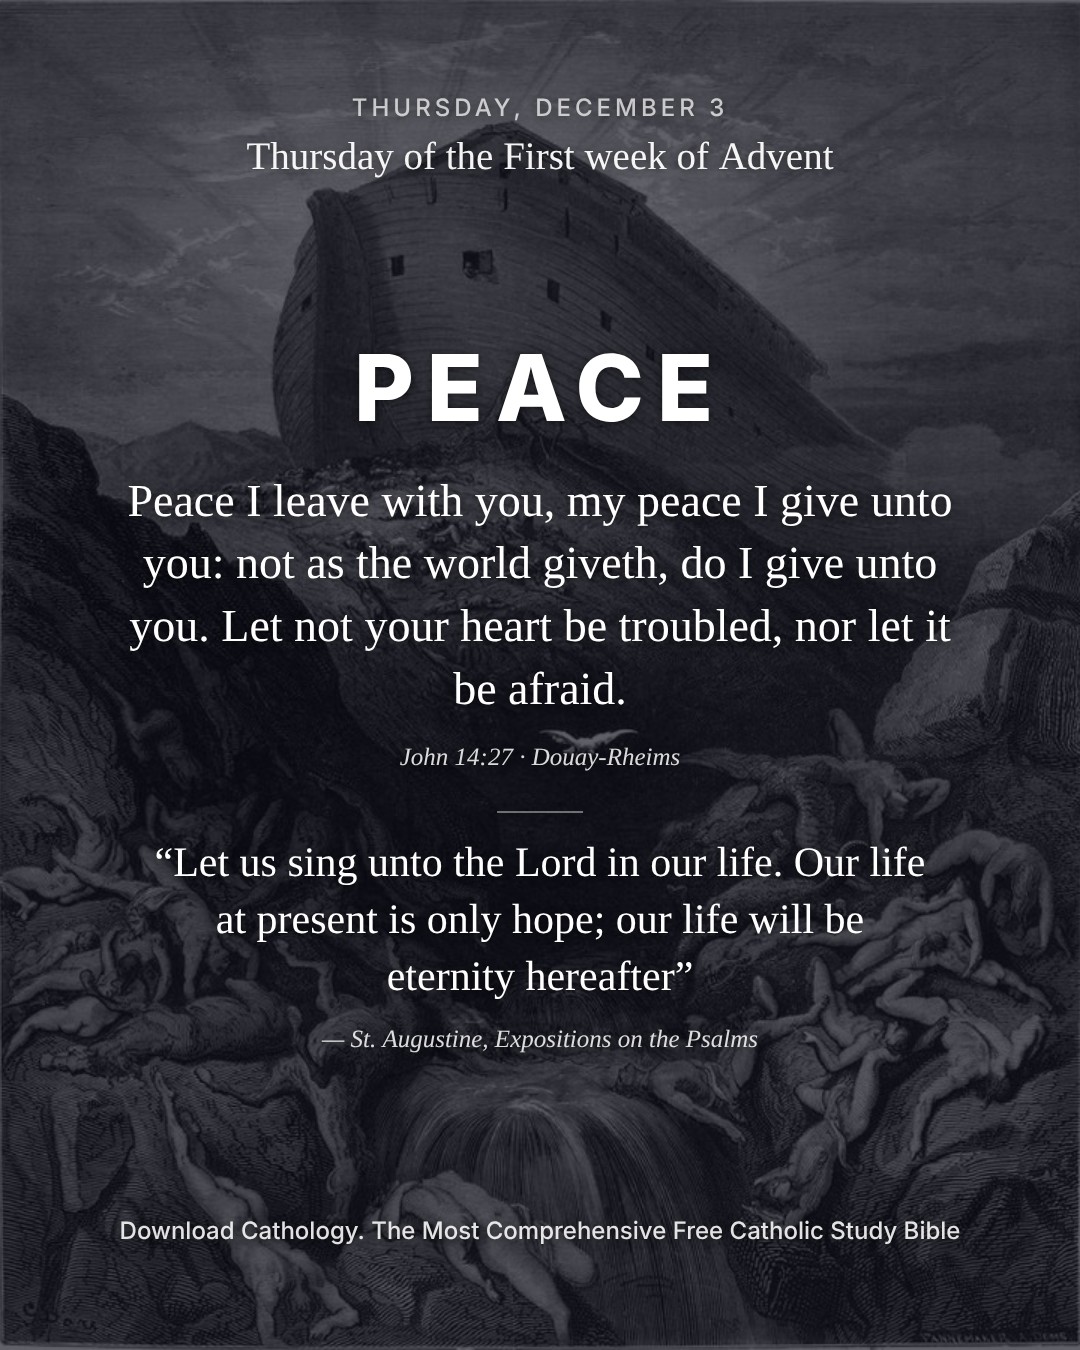 THURSDAY, DECEMBER 3
Thursday of the First week of Advent
PEACE
Peace I leave with you, my peace I give unto
you: not as the world giveth, do I give unto
you. Let not your heart be troubled, nor let it
be afraid.
John 14:27 · Douay-Rheims
“Let us sing unto the Lord in our life. Our life
at present is only hope; our life will be
eternity hereafter”
— St. Augustine, Expositions on the Psalms
Download Cathology. The Most Comprehensive Free Catholic Study Bible